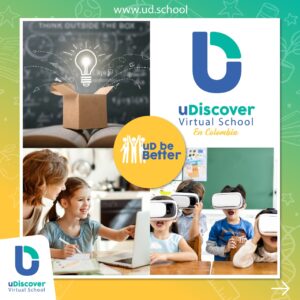 www.ud.school
THINK OUTSIDE THE BOX
uDiscover
Virtual School
En Colombia
uD be
Better
uDiscover
Virtual School